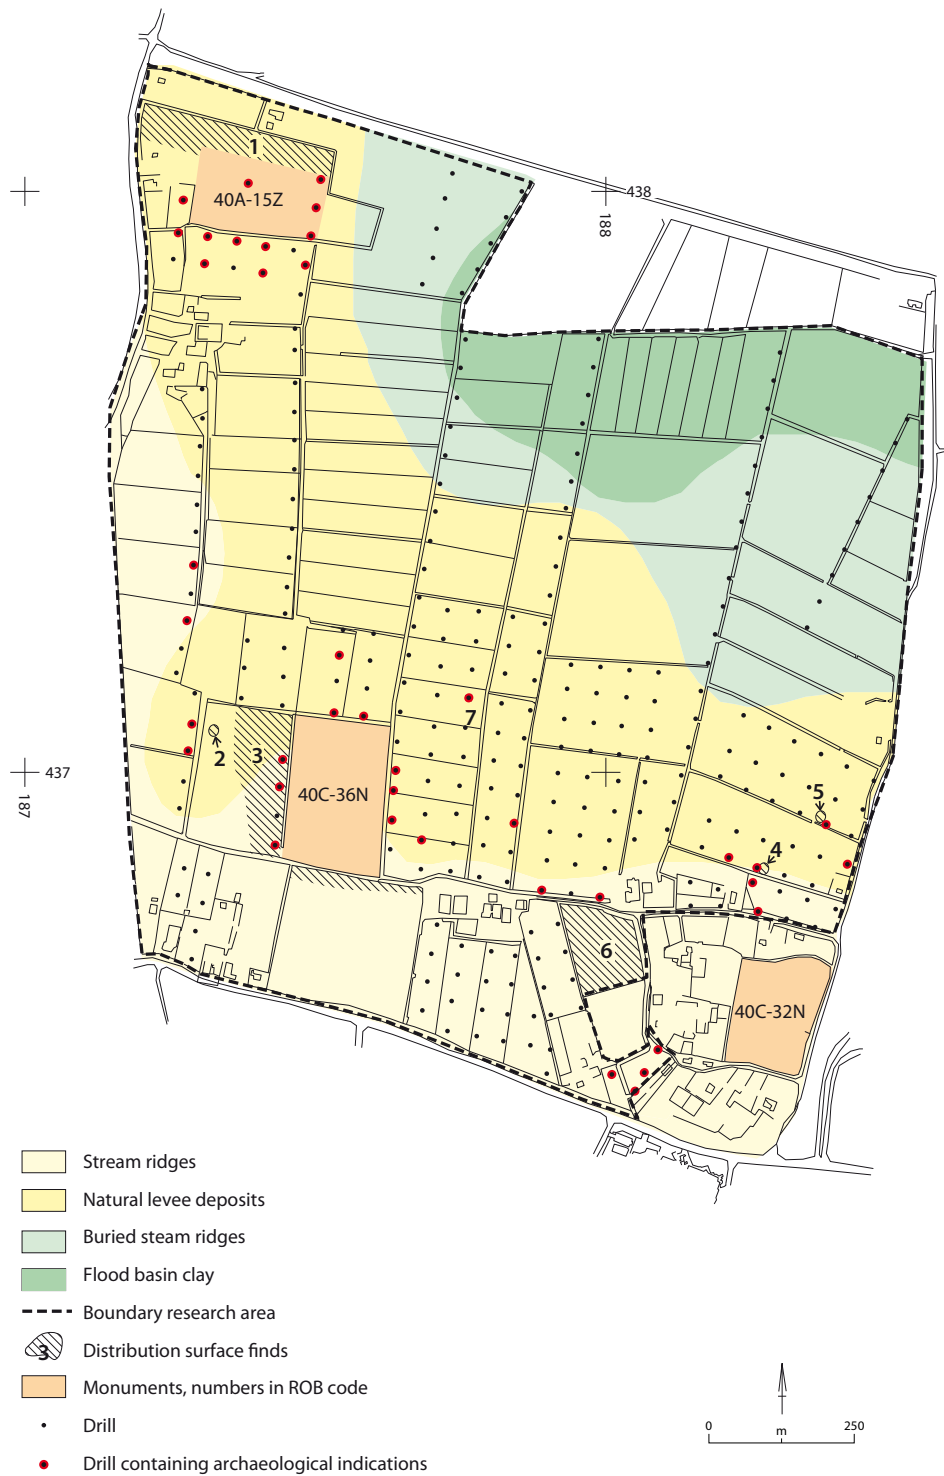 1
40A-15Z
438
188
7
3
2
437
187
40C-36N
5
4
6
40C-32N
Stream ridges
Natural levee deposits
Buried steam ridges
Flood basin clay
Boundary research area
3 Distribution surface finds
Monuments, numbers in ROB code
Drill
Drill containing archaeological indications
0 250
m